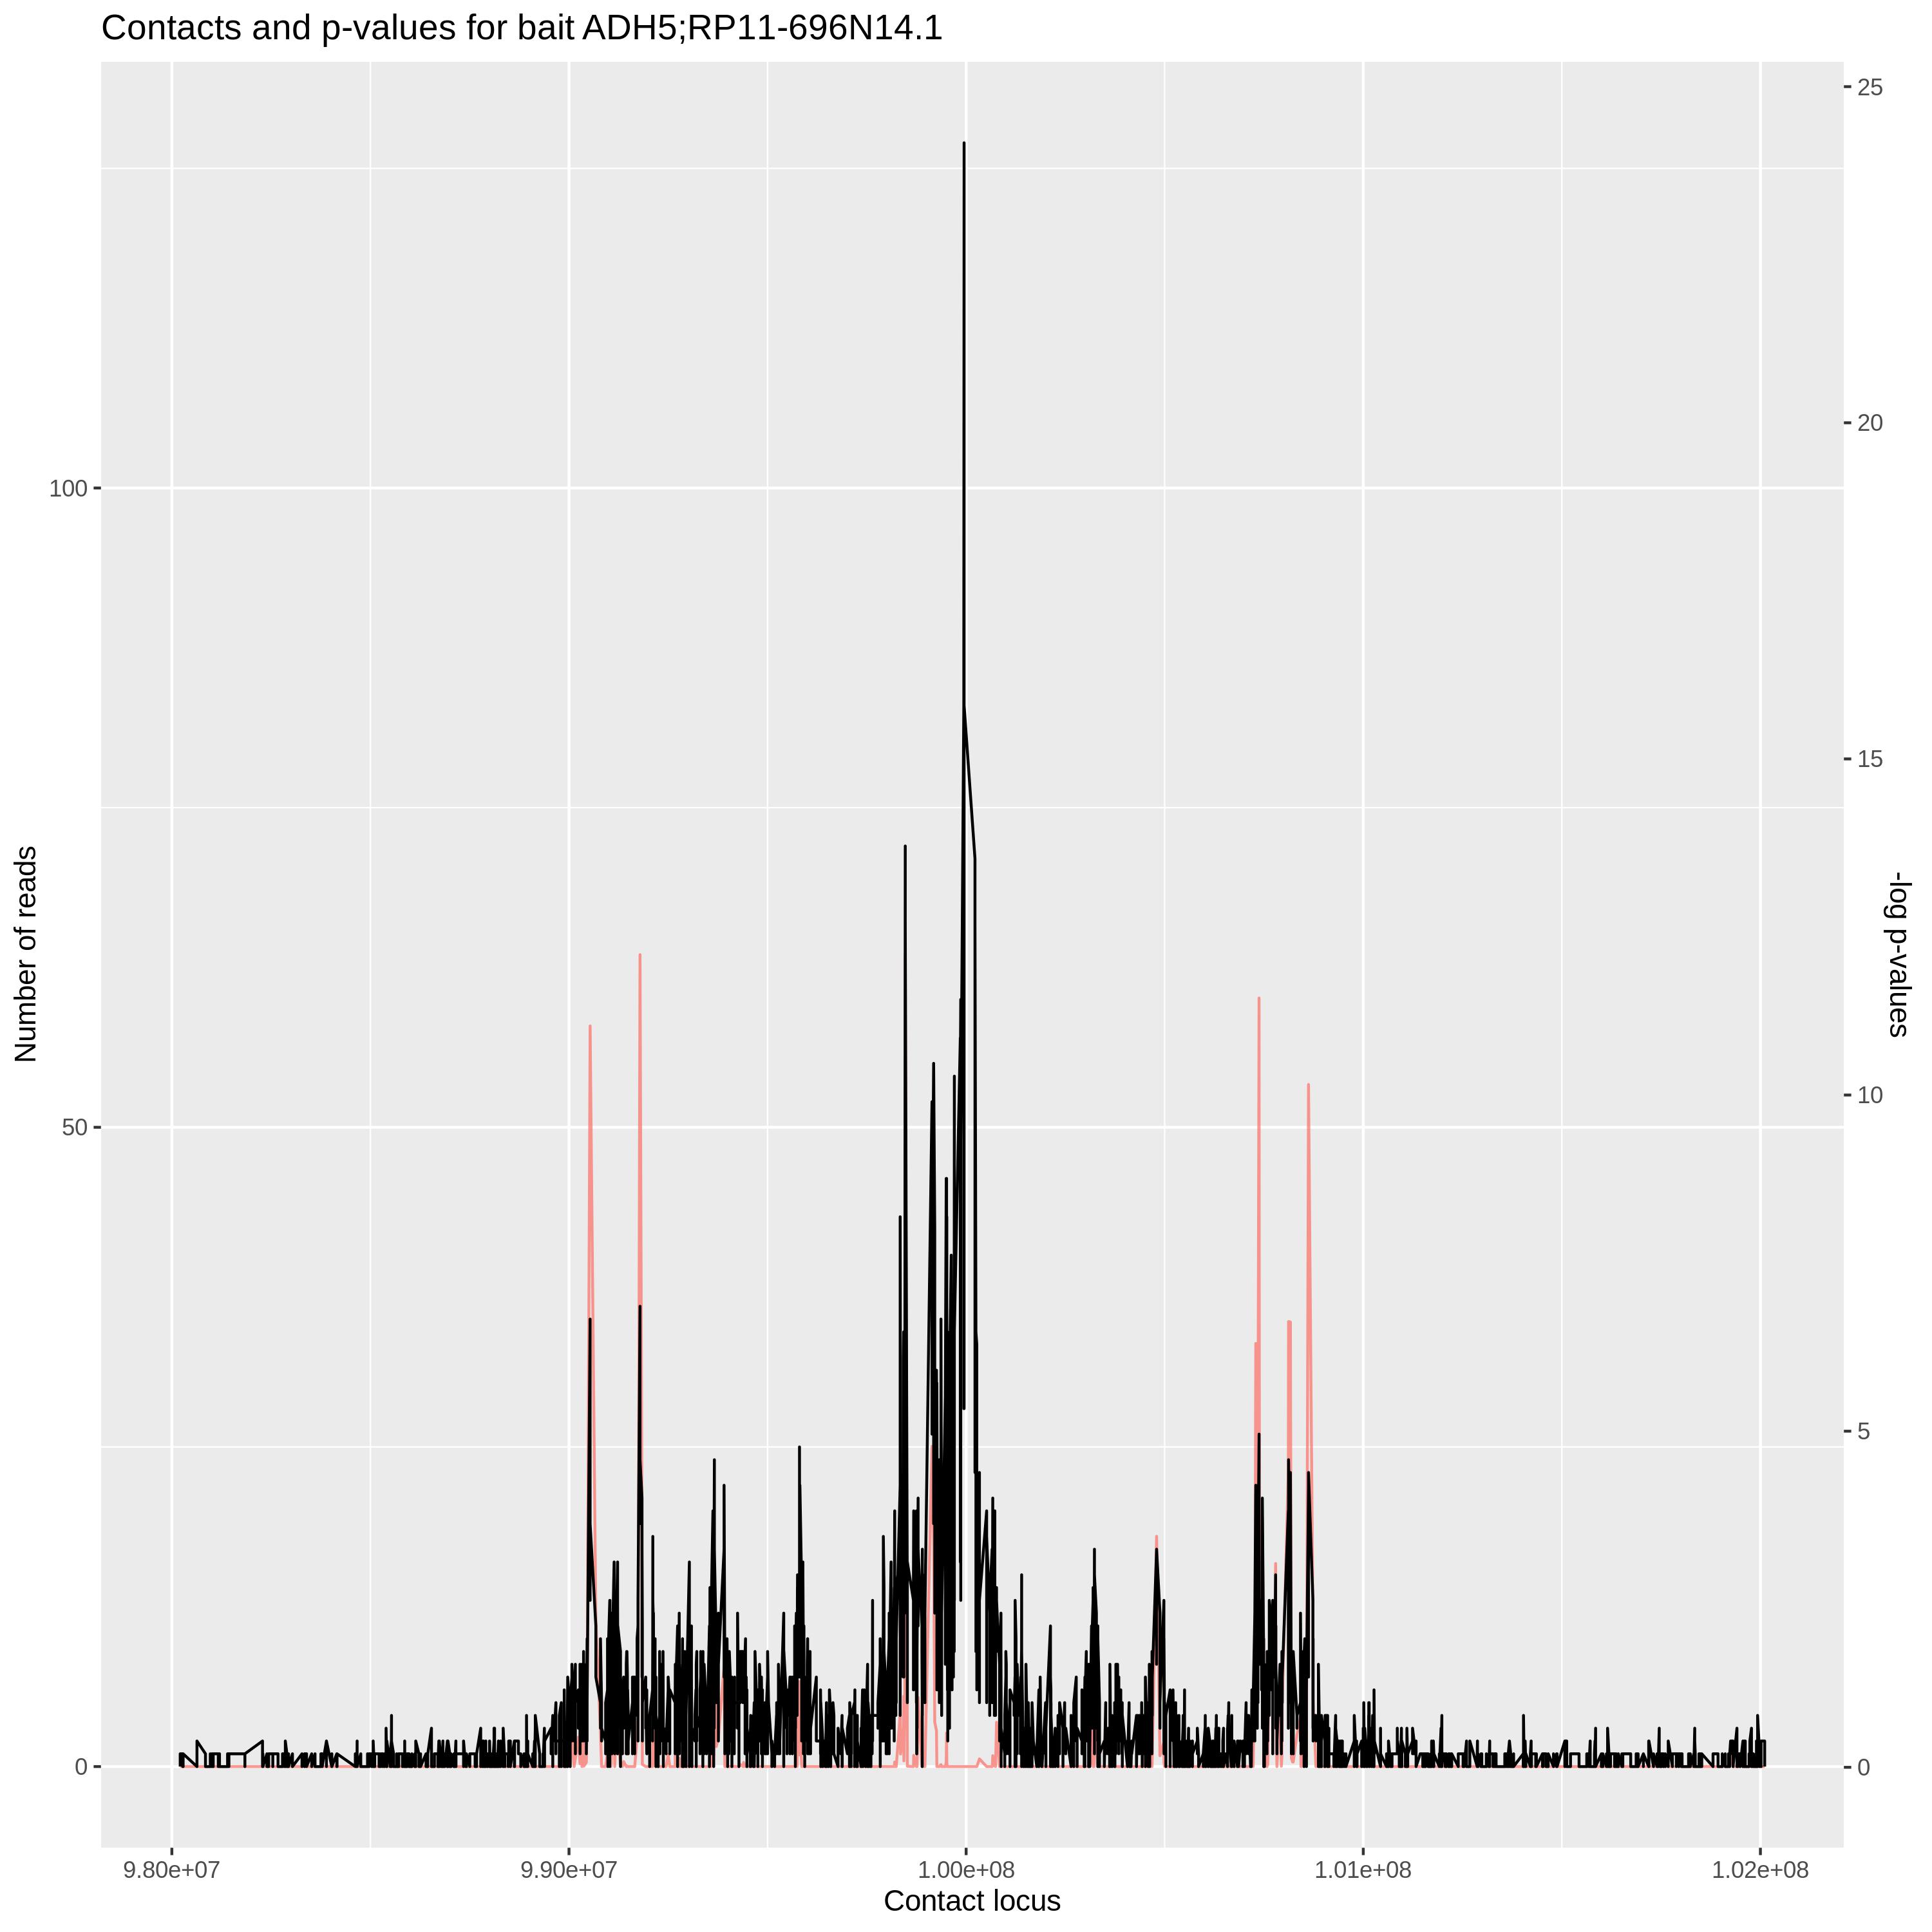 Contacts and p-values for bait ADH5;RP11-696N14.1
25
20
100
15
10
50
5
0
0
Number of reads
-log p-values
9.80e+07
9.90e+07
1.00e+08
1.01e+08
1.02e+08
Contact locus